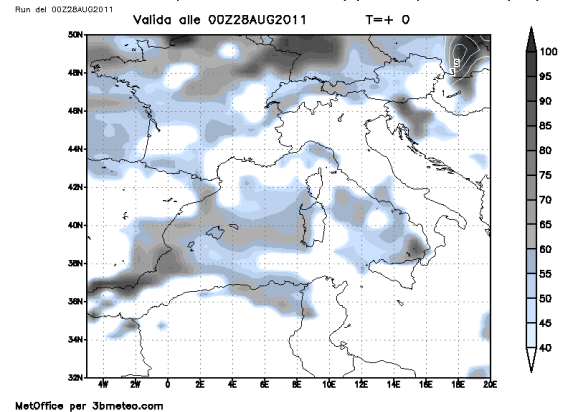 Run del 00Z28AUG2011
Valida alle 00Z28AUG2011 T=+ 0
50N
48N
46N
44N
42N
40N
38N
36N
34N
32N
4W 2W 0 2E 4E 6E 8E 10E 12E 14E 16E 18E 20E
100
95
90
85
80
75
70
65
60
55
50
45
40
5
MetOffice per 3bmeteo.com